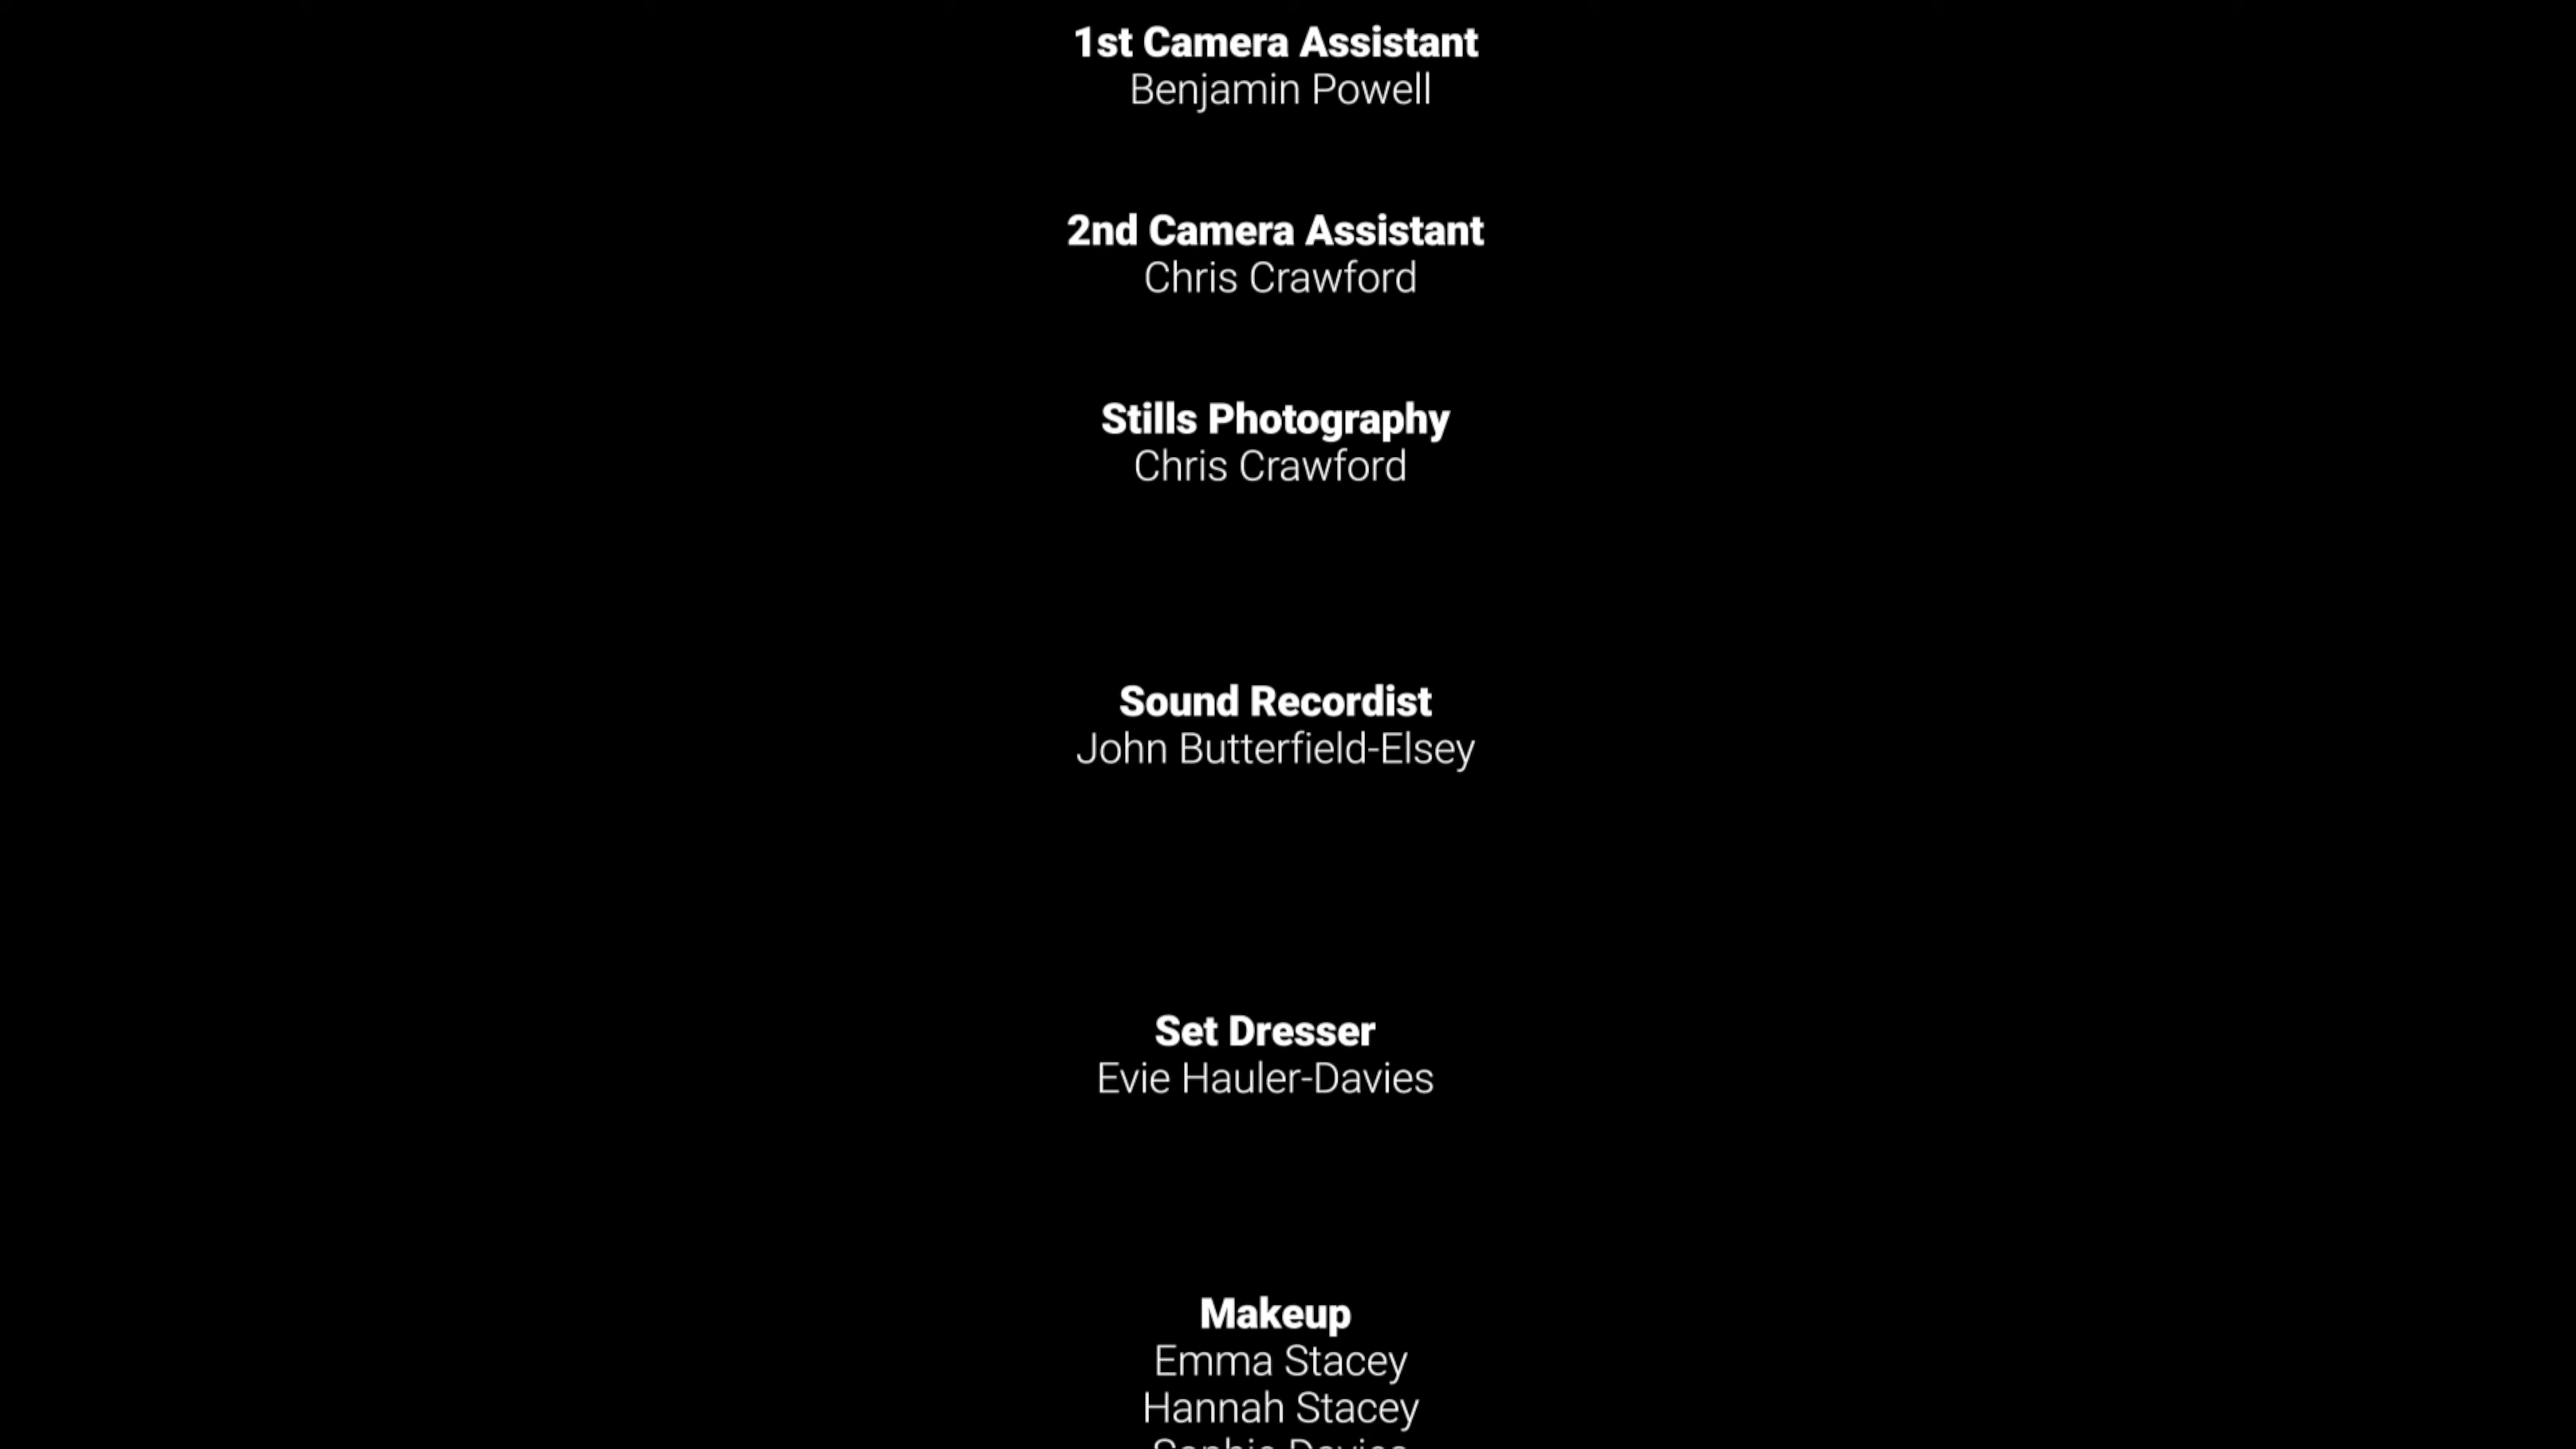 1st Camera Assistant
Benjamin Powell
2nd Camera Assistant
Chris Crawford
Stills Photography
Chris Crawford
Sound Recordist
John Butterfield-Elsey
Set Dresser
Evie Hauler-Davies
Makeup
Emma Stacey
Hannah Stacey